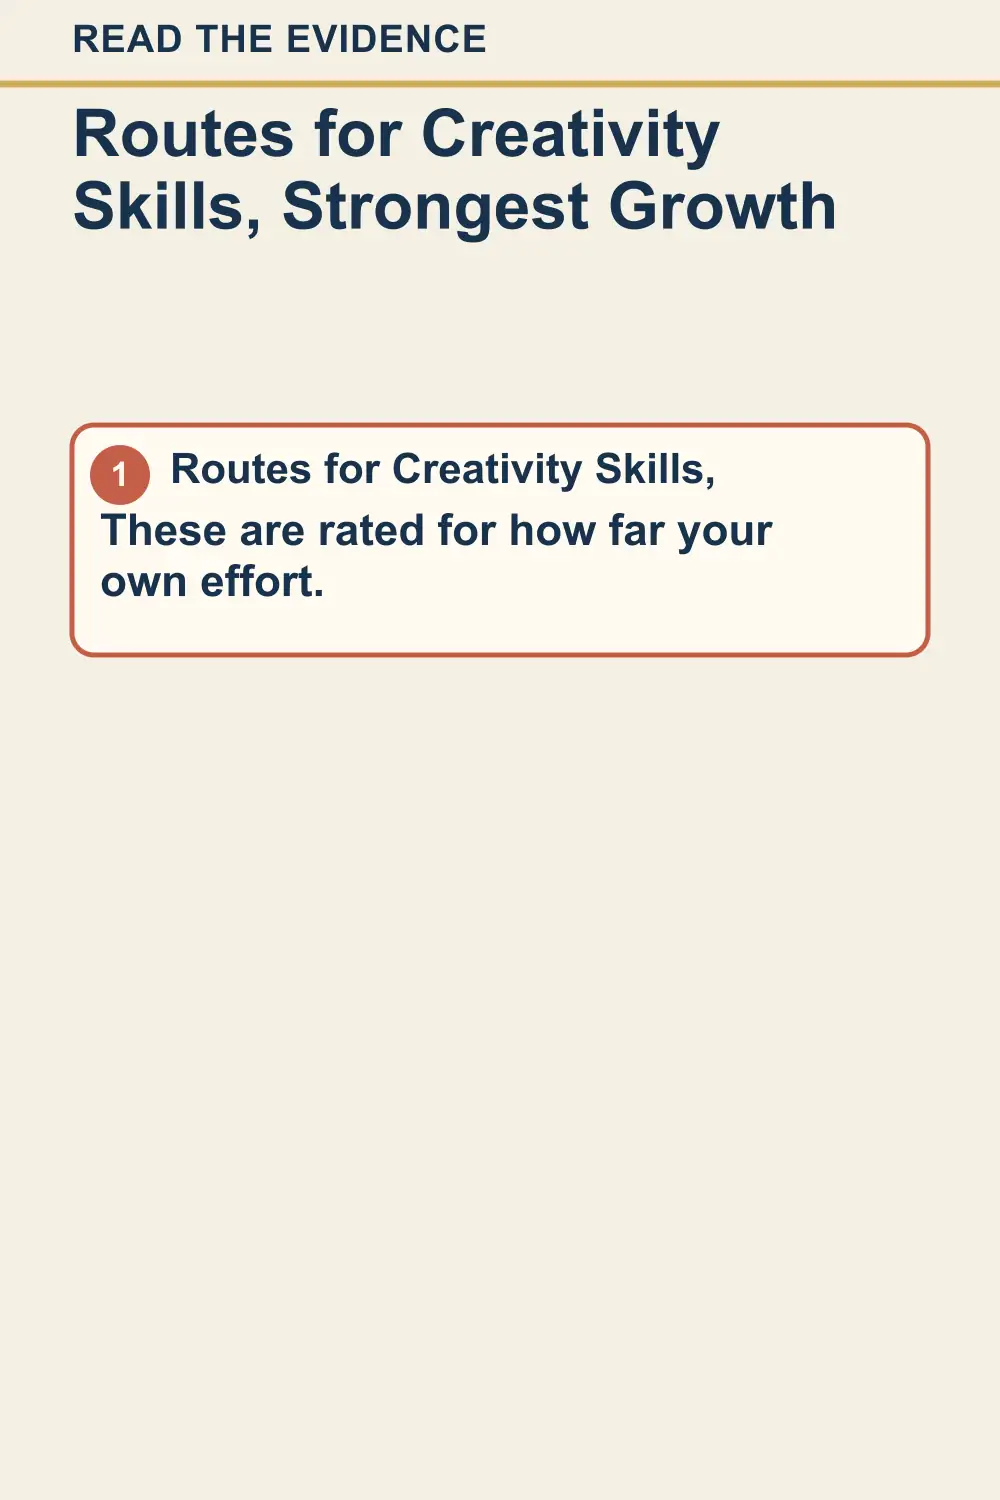 READ THE EVIDENCE
Routes for Creativity
Skills, Strongest Growth
1 Routes for Creativity Skills,
These are rated for how far your
own effort.